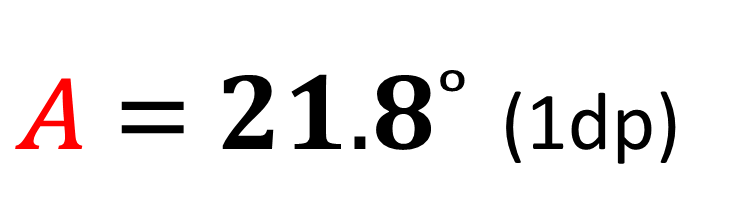 A = 21.8° (1dp)